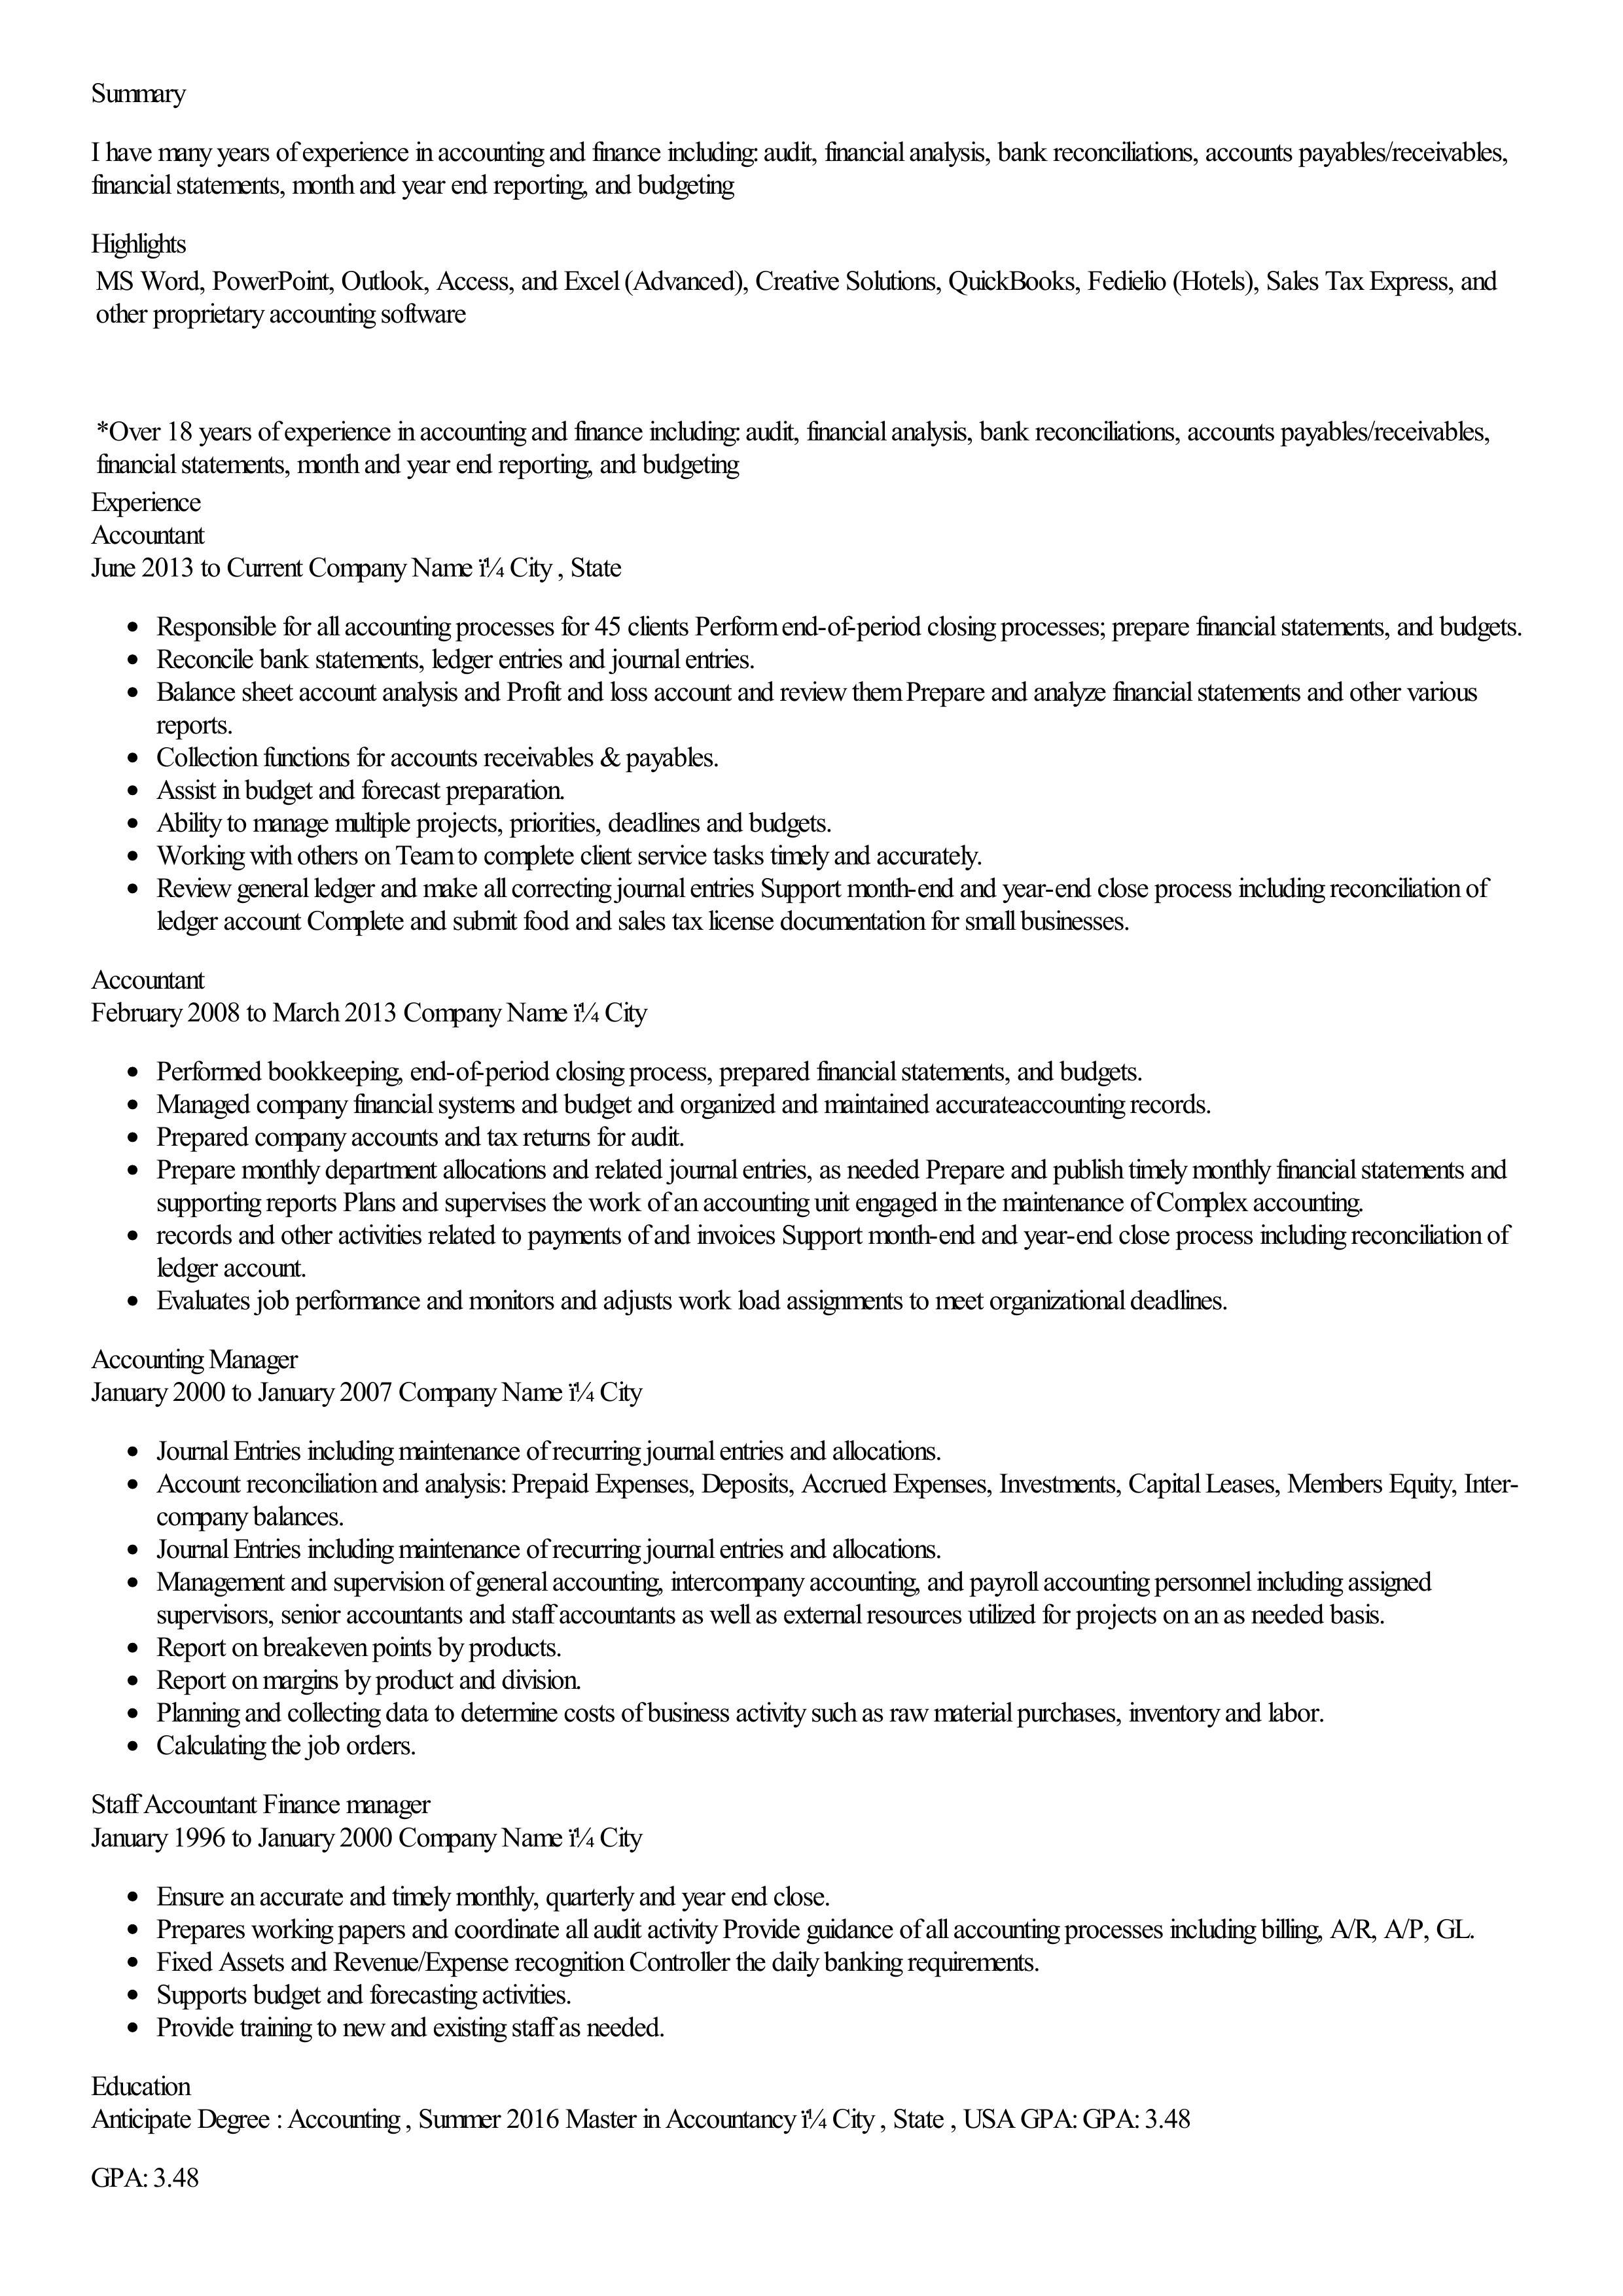 Summary
I have many years of experience in accounting and finance including: audit, financial analysis, bank reconciliations, accounts payables/receivables,
financial statements, month and year end reporting, and budgeting
Highlights
MS Word, PowerPoint, Outlook, Access, and Excel (Advanced), Creative Solutions, QuickBooks, Fedielio (Hotels), Sales Tax Express, and
other proprietary accounting software
*Over 18 years of experience in accounting and finance including: audit, financial analysis, bank reconciliations, accounts payables/receivables,
financial statements, month and year end reporting, and budgeting
Experience
Accountant
June 2013 to Current Company Name ï¼ City , State
• Responsible for all accounting processes for 45 clients Perform end-of-period closing processes; prepare financial statements, and budgets.
• Reconcile bank statements, ledger entries and journal entries.
• Balance sheet account analysis and Profit and loss account and review them Prepare and analyze financial statements and other various
reports.
• Collection functions for accounts receivables & payables.
• Assist in budget and forecast preparation.
• Ability to manage multiple projects, priorities, deadlines and budgets.
• Working with others on Team to complete client service tasks timely and accurately.
• Review general ledger and make all correcting journal entries Support month-end and year-end close process including reconciliation of
ledger account Complete and submit food and sales tax license documentation for small businesses.
Accountant
February 2008 to March 2013 Company Name ï¼ City
• Performed bookkeeping, end-of-period closing process, prepared financial statements, and budgets.
• Managed company financial systems and budget and organized and maintained accurateaccounting records.
• Prepared company accounts and tax returns for audit.
• Prepare monthly department allocations and related journal entries, as needed Prepare and publish timely monthly financial statements and
supporting reports Plans and supervises the work of an accounting unit engaged in the maintenance of Complex accounting.
• records and other activities related to payments of and invoices Support month-end and year-end close process including reconciliation of
ledger account.
• Evaluates job performance and monitors and adjusts work load assignments to meet organizational deadlines.
Accounting Manager
January 2000 to January 2007 Company Name ï¼ City
• Journal Entries including maintenance of recurring journal entries and allocations.
• Account reconciliation and analysis: Prepaid Expenses, Deposits, Accrued Expenses, Investments, Capital Leases, Members Equity, Inter-
company balances.
• Journal Entries including maintenance of recurring journal entries and allocations.
• Management and supervision of general accounting, intercompany accounting, and payroll accounting personnel including assigned
supervisors, senior accountants and staff accountants as well as external resources utilized for projects on an as needed basis.
• Report on breakeven points by products.
• Report on margins by product and division.
• Planning and collecting data to determine costs of business activity such as raw material purchases, inventory and labor.
• Calculating the job orders.
Staff Accountant Finance manager
January 1996 to January 2000 Company Name ï¼ City
• Ensure an accurate and timely monthly, quarterly and year end close.
• Prepares working papers and coordinate all audit activity Provide guidance of all accounting processes including billing, A/R, A/P, GL.
• Fixed Assets and Revenue/Expense recognition Controller the daily banking requirements.
• Supports budget and forecasting activities.
• Provide training to new and existing staff as needed.
Education
Anticipate Degree : Accounting , Summer 2016 Master in Accountancy ï¼ City , State , USA GPA: GPA: 3.48
GPA: 3.48